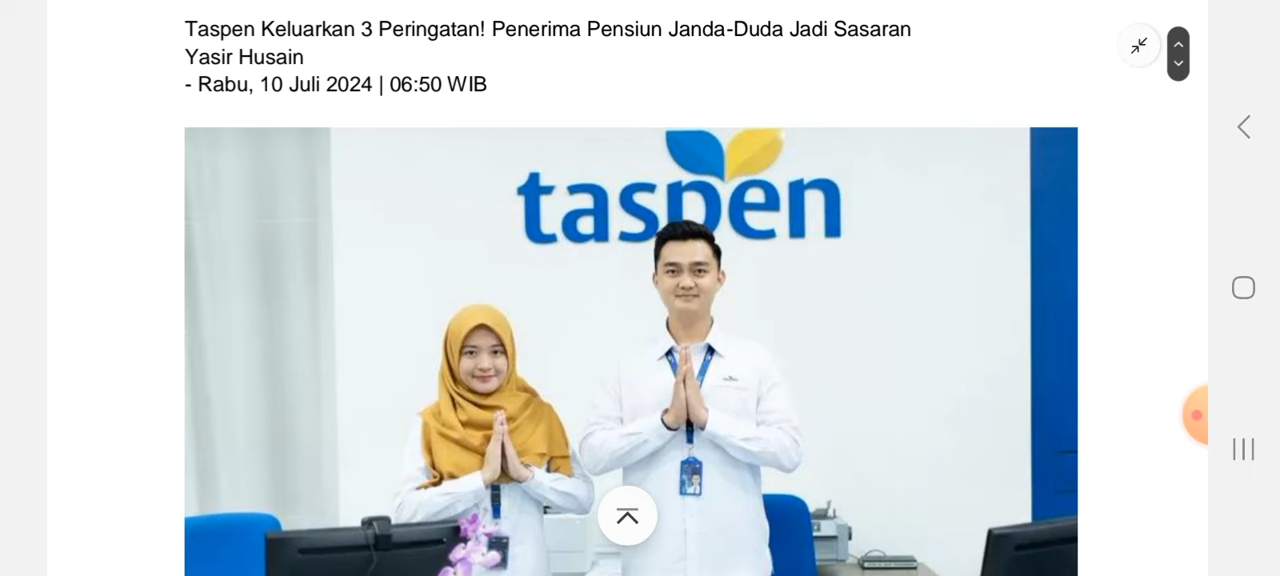 Taspen Keluarkan 3 Peringatan! Penerima Pensiun Janda-Duda Jadi Sasaran
Yasir Husain
- Rabu, 10 Juli 2024 | 06:50 WIB
taspen